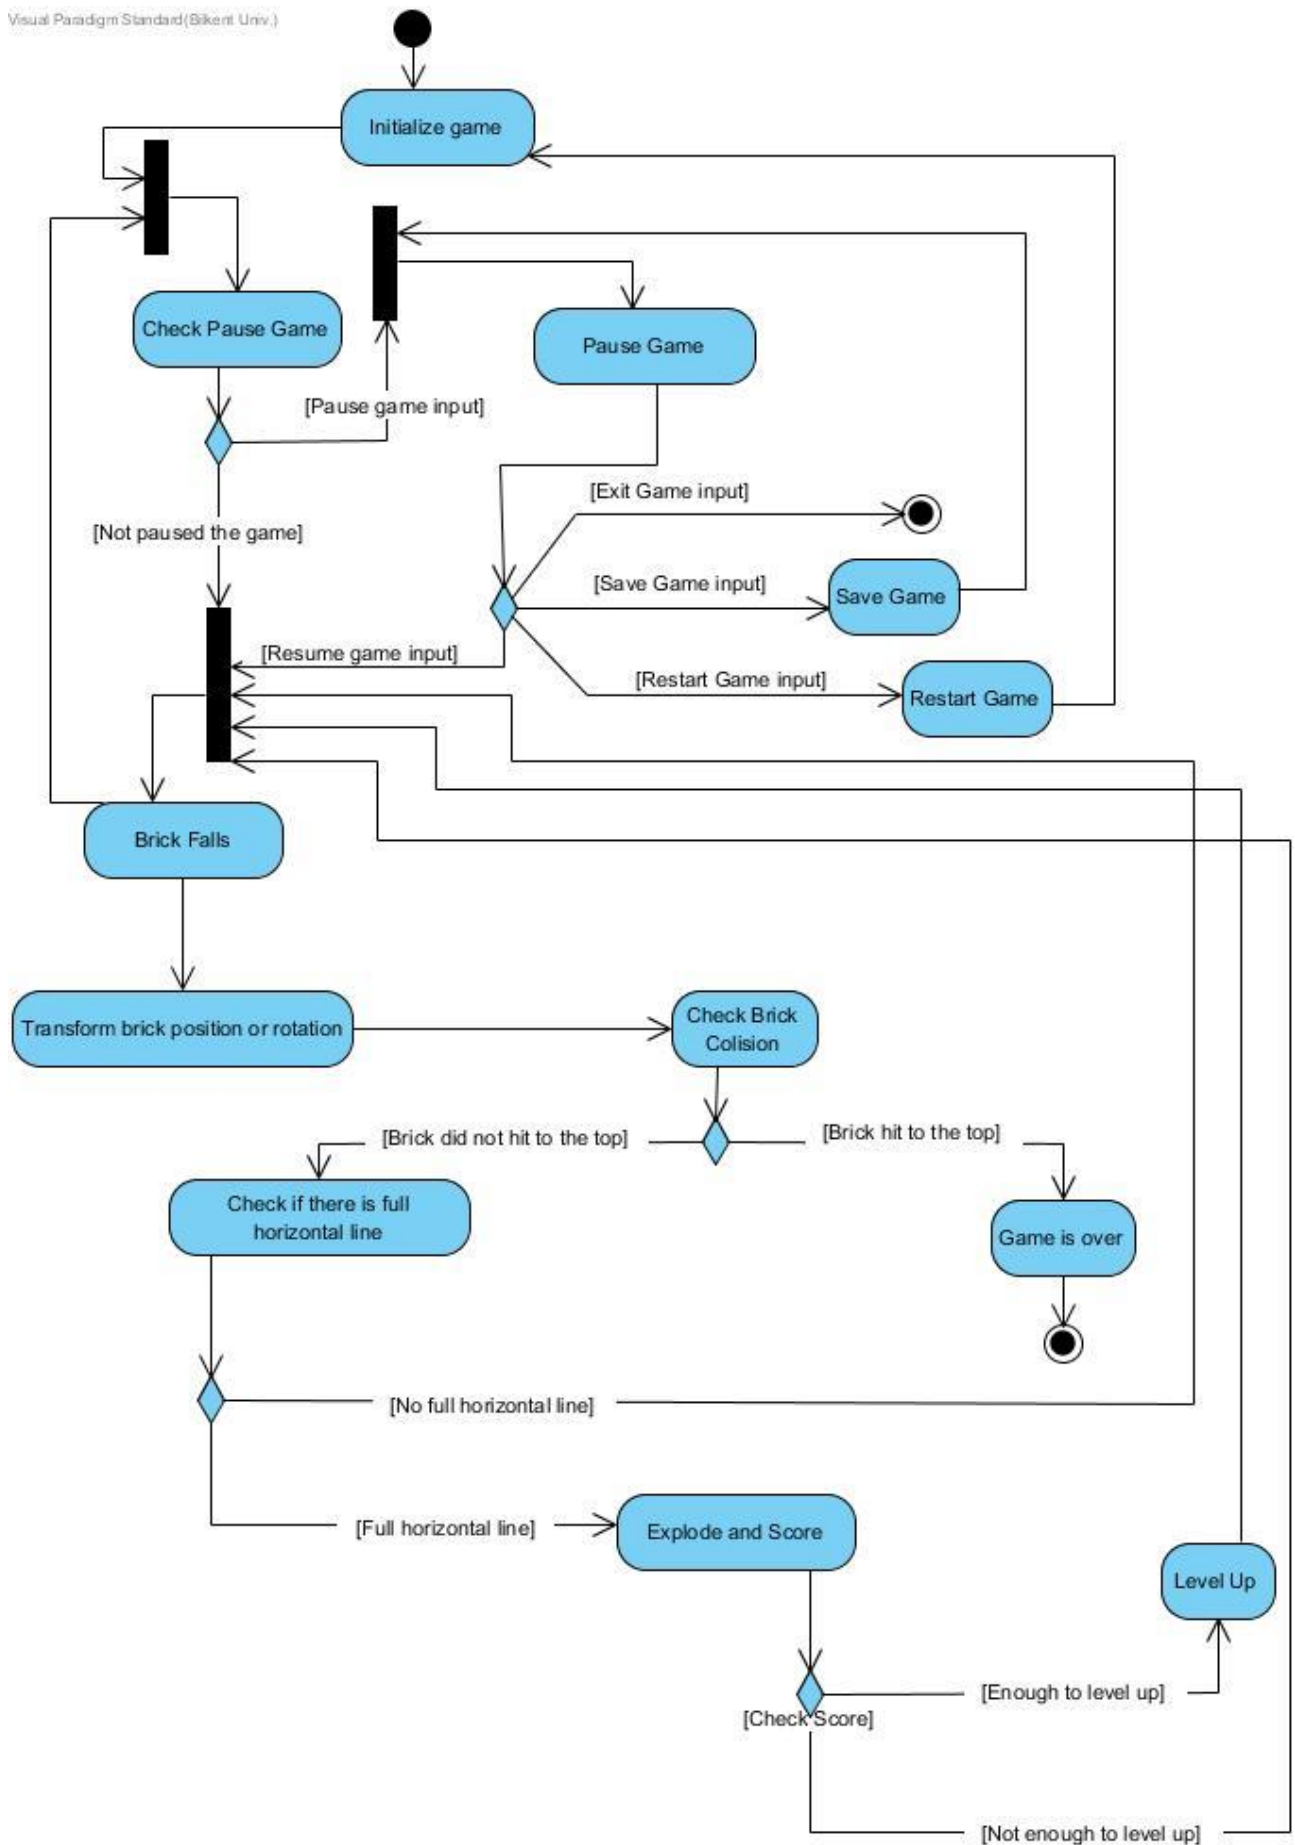 Visual Paradigm Standard(Bilkent Univ.)
Initialize game
Check Pause Game
Pause Game
[Pause game input]
[Exit Game input]
[Not paused the game]
[Save Game input]
Save Game
[Resume game input]
[Restart Game input]
Restart Game
Brick Falls
Transform brick position or rotation
Check Brick
Colision
[Brick did not hit to the top]
[Brick hit to the top]
Check if there is full
horizontal line
Game is over
[No full horizontal line]
[Full horizontal line]
Explode and Score
Level Up
[Enough to level up]
[Check Score]
[Not enough to level up]